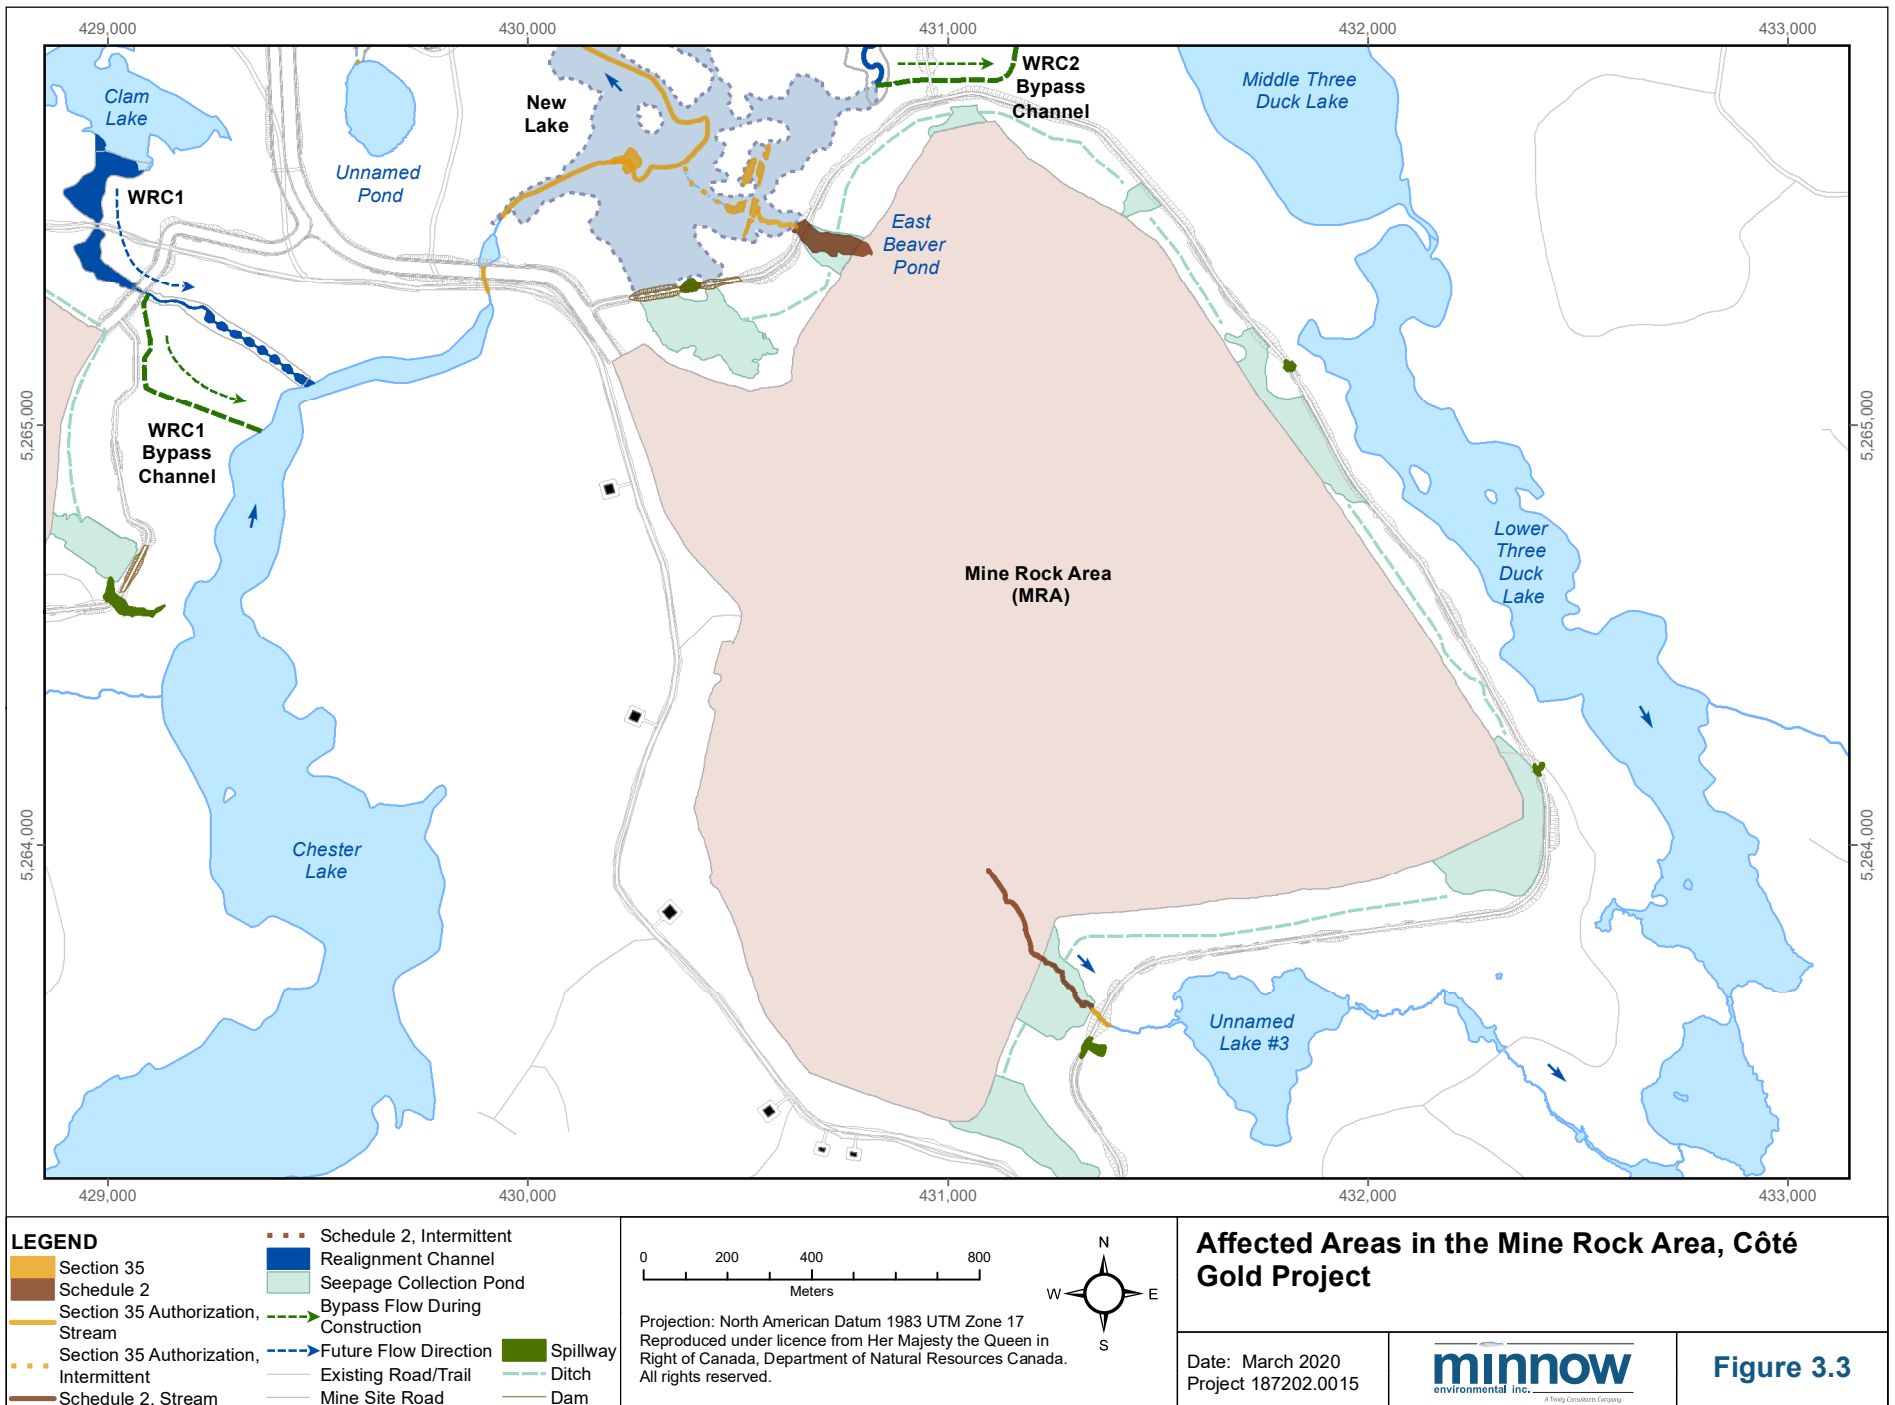 429,000
430,000
431,000
432,000
433,000
Clam
Lake
New
Lake
WRC2
Bypass
Channel
Middle Three
Duck Lake
Unnamed
Pond
WRC1
East
Beaver
Pond
5,265,000
5,265,000
WRC1
Bypass
Channel
Lower
Three
Duck
Lake
Mine Rock Area
(MRA)
5,264,000
5,264,000
Chester
Lake
Unnamed
Lake #3
429,000
430,000
431,000
432,000
433,000
LEGEND
Section 35
Schedule 2
Section 35 Authorization,
Stream
Section 35 Authorization,
Intermittent
Schedule 2, Stream
Schedule 2, Intermittent
Realignment Channel
Seepage Collection Pond
Bypass Flow During
Construction
Future Flow Direction
Existing Road/Trail
Mine Site Road
Spillway
Ditch
Dam
0 200 400 800
Meters
Projection: North American Datum 1983 UTM Zone 17
Reproduced under licence from Her Majesty the Queen in
Right of Canada, Department of Natural Resources Canada.
All rights reserved.
N
W E
S
Affected Areas in the Mine Rock Area, Côté
Gold Project
Date: March 2020
Project 187202.0015
minnow
environmental inc.
A Trinity Consultants Company
Figure 3.3